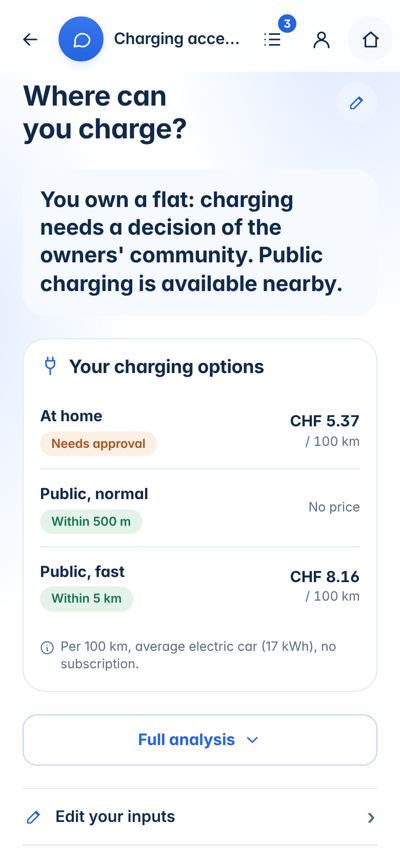 Charging acce...
3
Where can
you charge?
You own a flat: charging
needs a decision of the
owners' community. Public
charging is available nearby.
Your charging options
At home
CHF 5.37
Needs approval
/ 100 km
Public, normal
No price
Within 500 m
Public, fast
CHF 8.16
Within 5 km
/ 100 km
Per 100 km, average electric car (17 kWh), no
subscription.
Full analysis
Edit your inputs